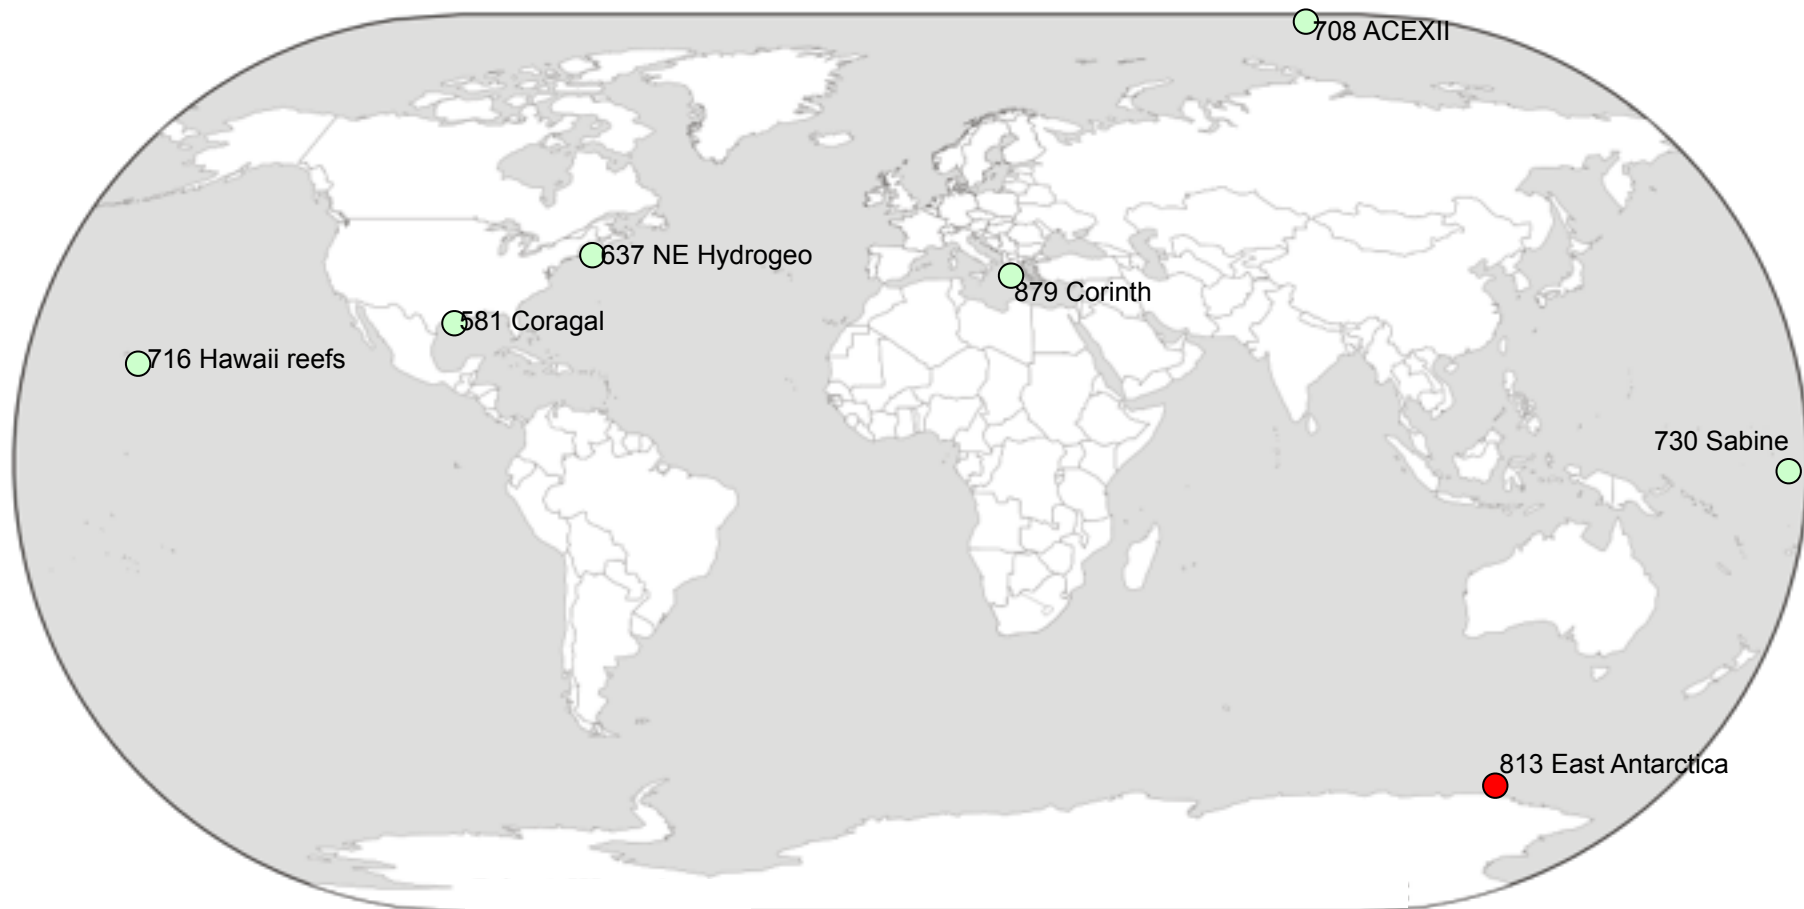 708 ACEXII
637 NE Hydrogeo
879 Corinth
581 Coragal
716 Hawaii reefs
730 Sabine
813 East Antarctica